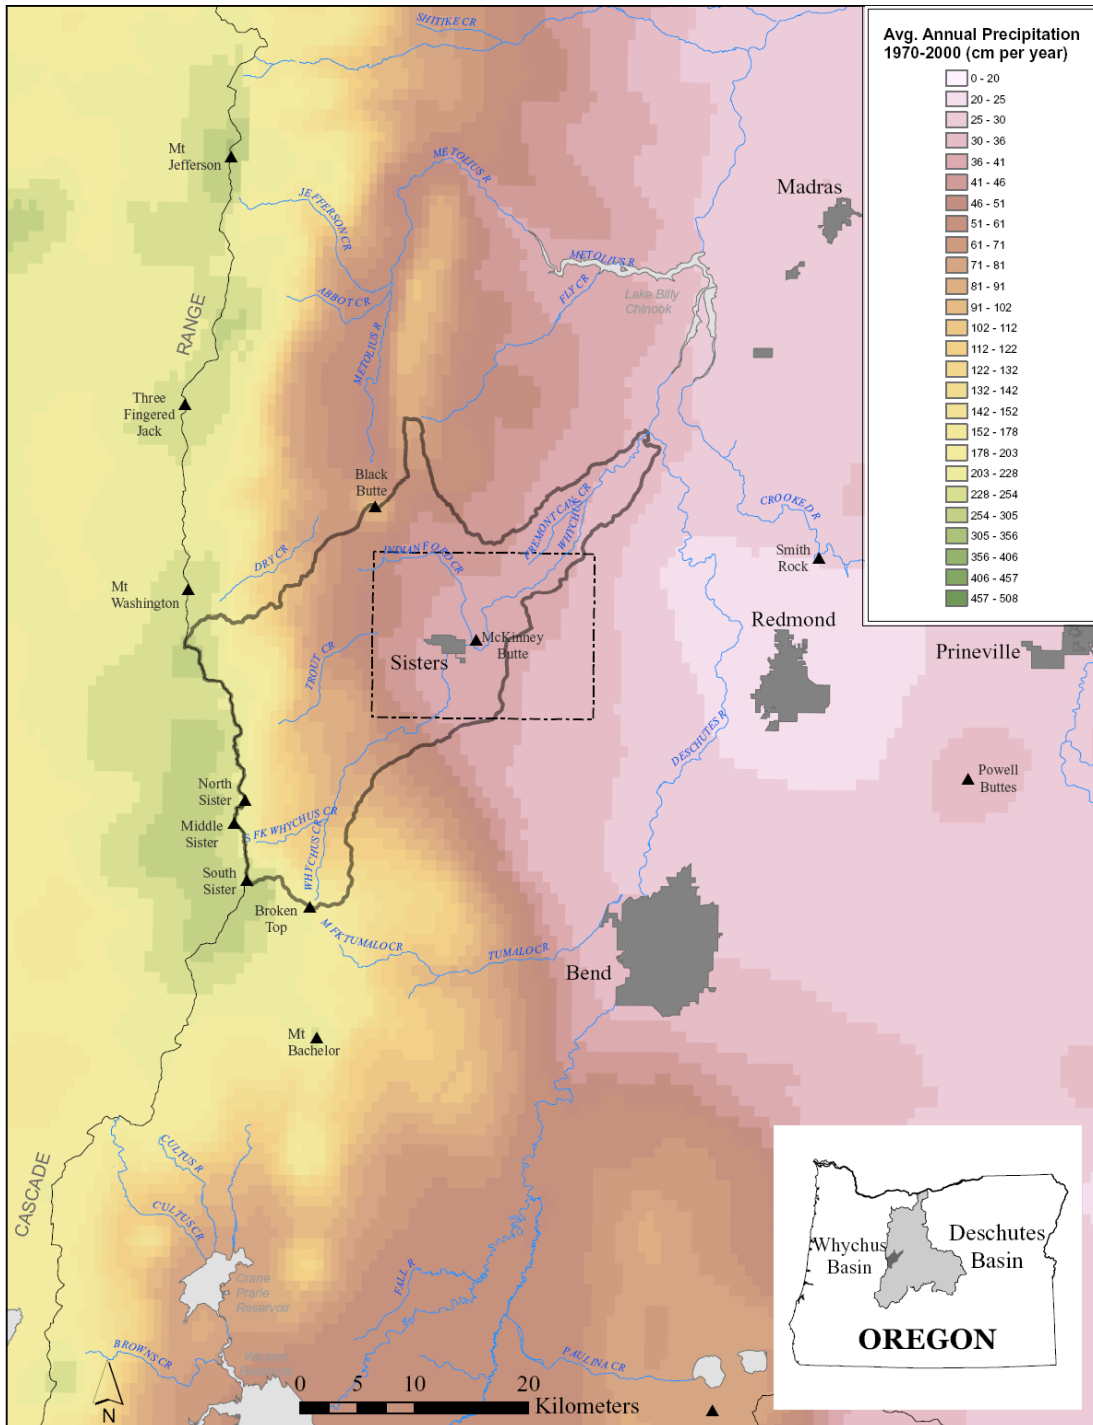 SHITIKE CR
Avg. Annual Precipitation
1970-2000 (cm per year)
0 - 20
20 - 25
25 - 30
30 - 36
36 - 41
41 - 46
46 - 51
51 - 61
61 - 71
71 - 81
81 - 91
91 - 102
102 - 112
112 - 122
122 - 132
132 - 142
142 - 152
152 - 178
178 - 203
203 - 228
228 - 254
254 - 305
305 - 356
356 - 406
406 - 457
457 - 508
Mt
Jefferson
METOLIUS R
Madras
JEFFERSON CR
METOLIUS R
ABBOT CR
FLY CR
Lake Billy
Chinook
RANGE
METOLIUS R
Three
Fingered
Jack
Black
Butte
FREMONT CAN. CR
WHYCHUS
CROOKED R
DRY CR
INDIAN FORD CR
Smith
Rock
Mt
Washington
Redmond
McKinney
Butte
Sisters
TROUT CR
Prineville
DESCHUTES R
Powell
Buttes
North
Sister
Middle
Sister
S FK WHYCHUS CR
WHYCHUS CR
South
Sister
Broken
Top
M FK TUMALO CR
TUMALO CR
Bend
Mt
Bachelor
CASCADE
CULTUS R
CULTUS CR
Crane
Prarie
Reservoir
FALL R
BROWNS CR
PAULINA CR
N
0 5 10 20
Kilometers
Whychus
Basin
Deschutes
Basin
OREGON